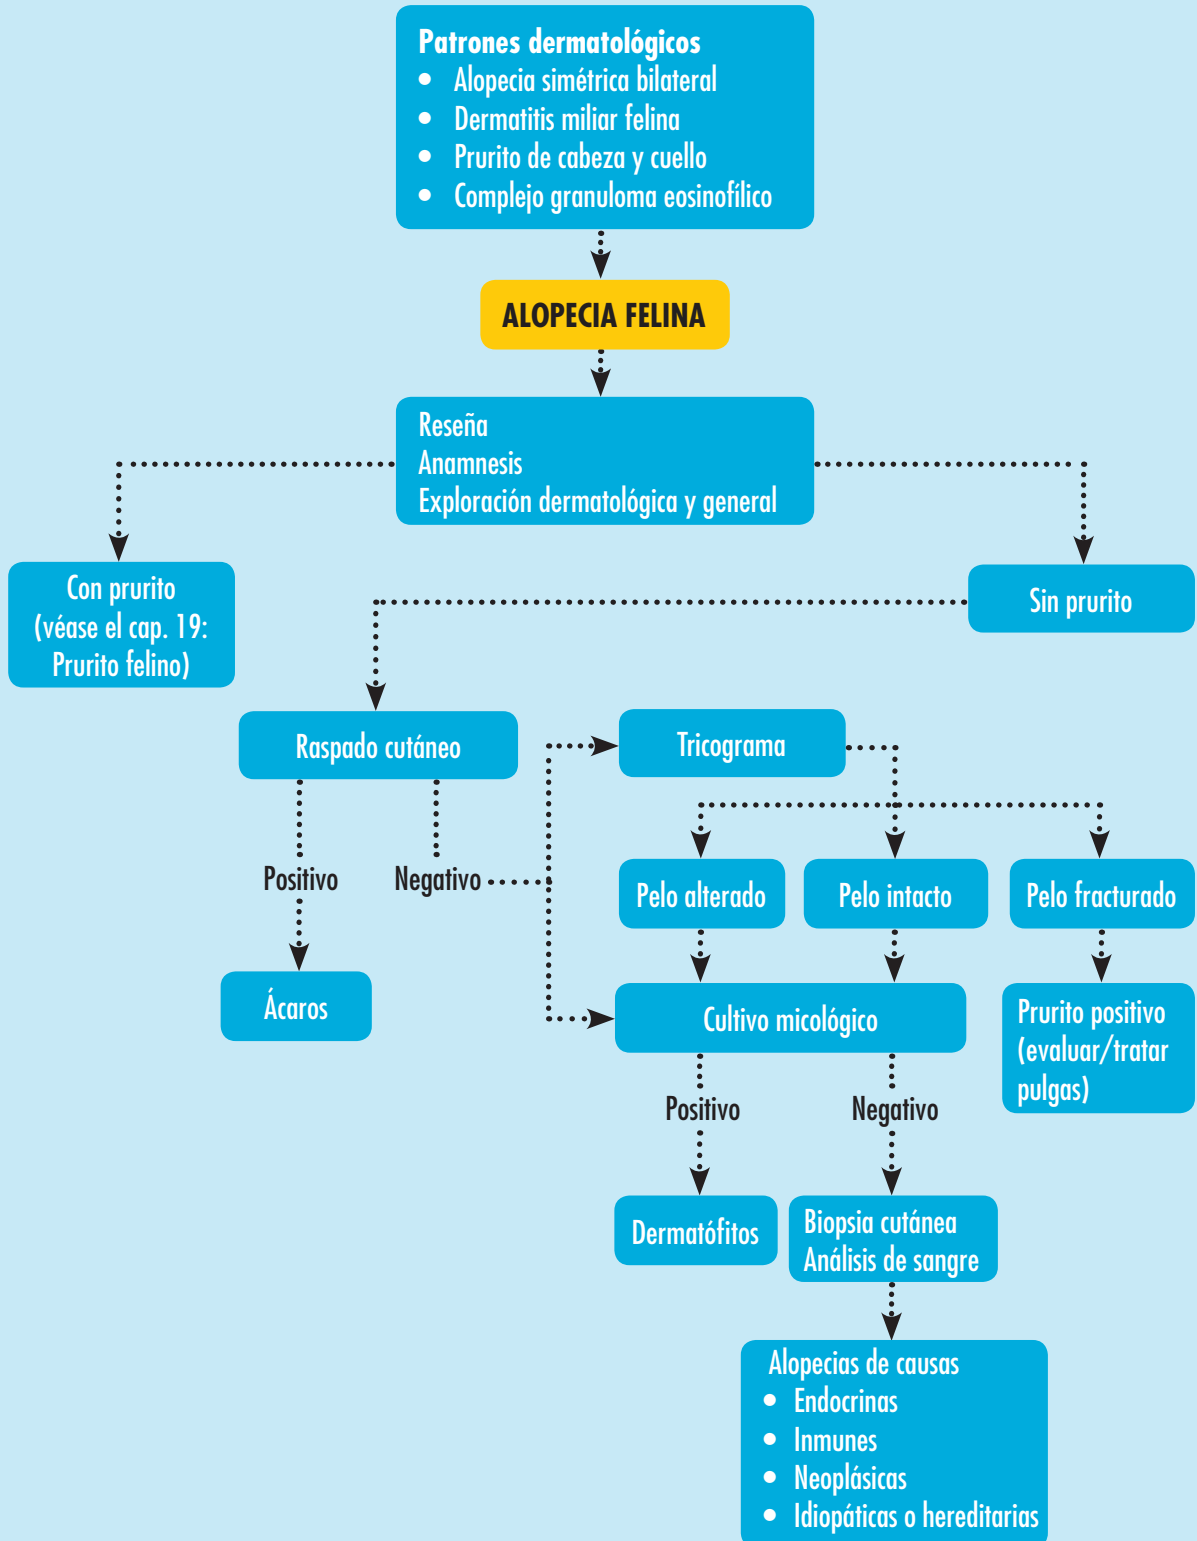 Patrones dermatológicos
• Alopecia simétrica bilateral
• Dermatitis miliar felina
• Prurito de cabeza y cuello
• Complejo granuloma eosinofílico
ALOPECIA FELINA
Reseña
Anamnesis
Exploración dermatológica y general
Con prurito
(véase el cap. 19:
Prurito felino)
Sin prurito
Raspado cutáneo
Tricograma
Positivo
Negativo
Pelo alterado
Pelo intacto
Pelo fracturado
Ácaros
Cultivo micológico
Prurito positivo
(evaluar/tratar
pulgas)
Positivo
Negativo
Dermatófitos
Biopsia cutánea
Análisis de sangre
Alopecias de causas
• Endocrinas
• Inmunes
• Neoplásicas
• Idiopáticas o hereditarias